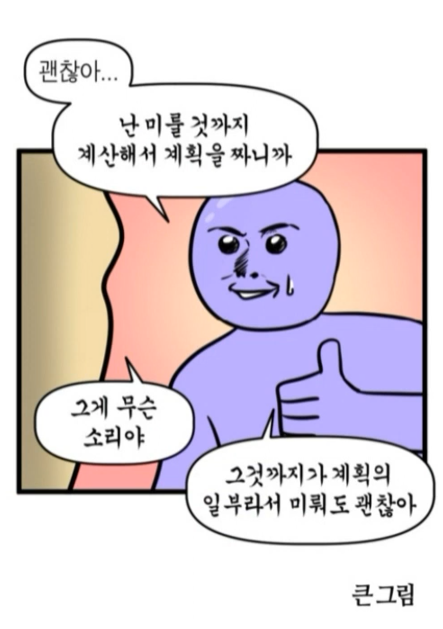 괜찮아...
난 미룰 것까지
계산해서 계획을 짜니까
그게 무슨
소리야
그것까지가 계획의
일부라서 미뤄도 괜찮아
큰 그림